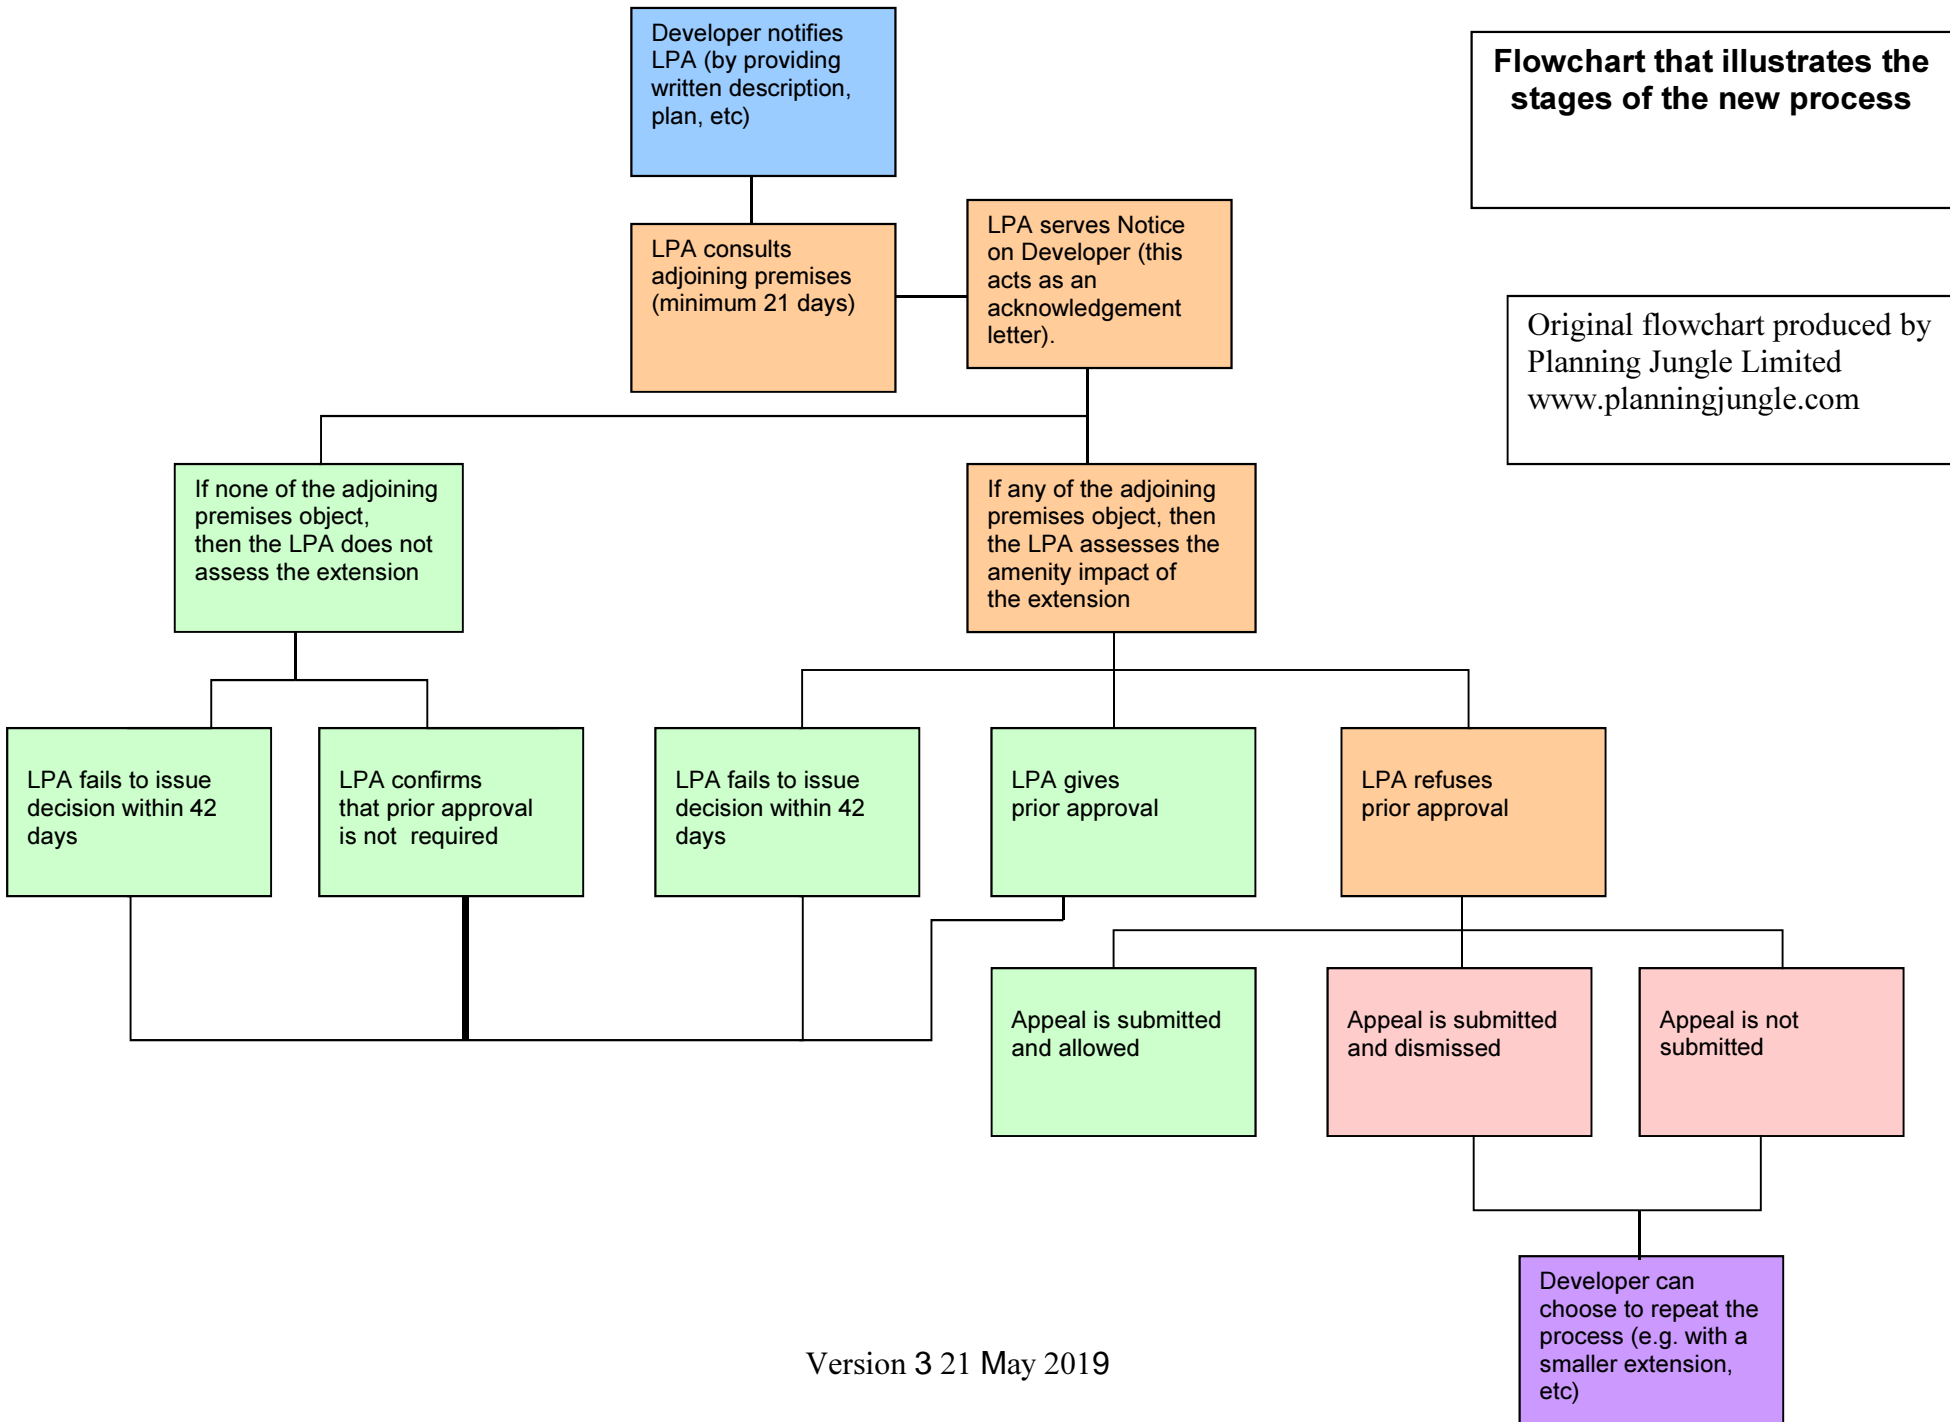 Developer notifies
LPA (by providing
written description,
plan, etc)
Flowchart that illustrates the
stages of the new process
LPA consults
adjoining premises
(minimum 21 days)
LPA serves Notice
on Developer (this
acts as an
acknowledgement
letter).
Original flowchart produced by
Planning Jungle Limited
www.planningjungle.com
If none of the adjoining
premises object,
then the LPA does not
assess the extension
If any of the adjoining
premises object, then
the LPA assesses the
amenity impact of
the extension
LPA fails to issue
decision within 42
days
LPA confirms
that prior approval
is not  required
LPA fails to issue
decision within 42
days
LPA gives
prior approval
LPA refuses
prior approval
Appeal is submitted
and allowed
Appeal is submitted
and dismissed
Appeal is not
submitted
Developer can
choose to repeat the
process (e.g. with a
smaller extension,
etc)
Version 3 21 May 2019